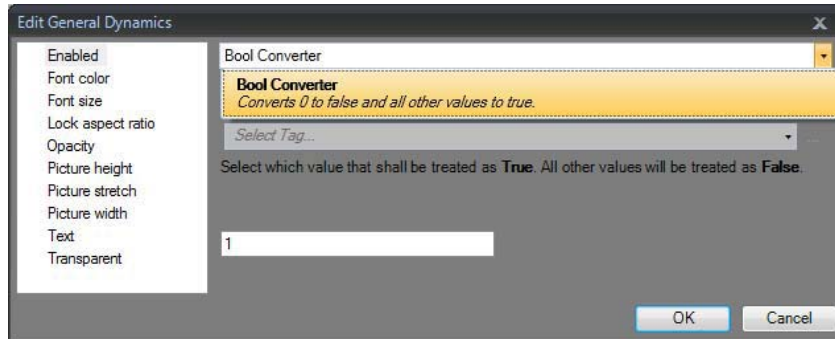 Edit General Dynamics
x
Enabled
Font color
Font size
Lock aspect ratio
Opacity
Picture height
Picture stretch
Picture width
Text
Transparent
Bool Converter
Bool Converter
Converts 0 to false and all other values to true.
Select Tag...
...
Select which value that shall be treated as True. All other values will be treated as False.
1
OK
Cancel